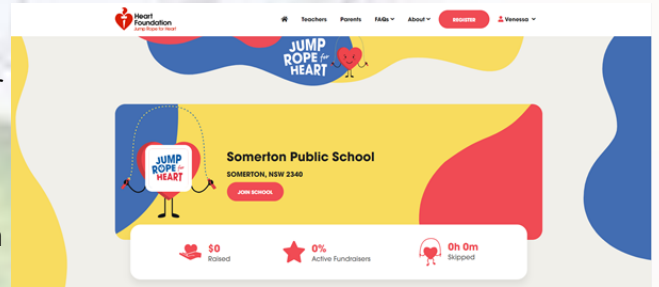 Heart
Foundation
Jump Rope for Heart
Teachers Parents FAQs About REGISTER Venessa
JUMP
ROPE for
HEART
JUMP
ROPE for
HEART
Somerton Public School
SOMERTON, NSW 2340
JOIN SCHOOL
$0
Raised
0%
Active Fundraisers
0h 0m
Skipped